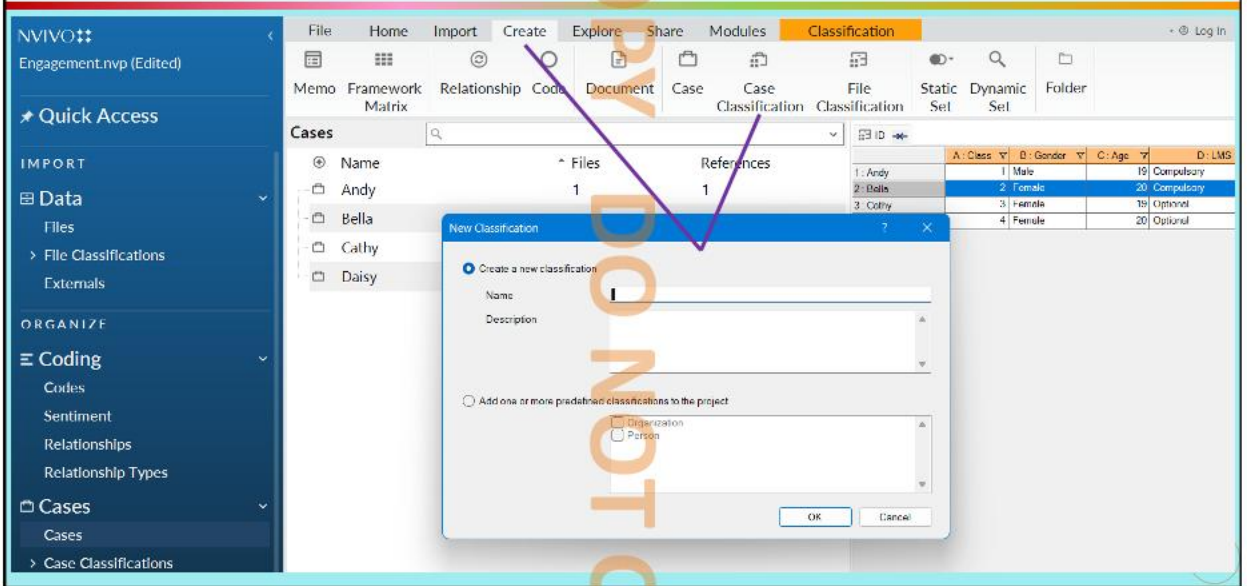 NVIVO
Engagement.nvp (Edited)
Quick Access
IMPORT
Data
Files
File Classifications
Externals
ORGANIZE
Coding
Codes
Sentiment
Relationships
Relationship Types
Cases
Cases
Case Classifications
File Home Import Create Explore Share Modules Classification Log In
Memo Framework Matrix Relationship Code Document Case Case Classification File Classification Static Set Dynamic Set Folder
Cases
Name Files References
Andy 1 1
Bella
Cathy
Daisy
ID
A : Class B : Gender C : Age D : LMS
1 : Andy 1 Male 19 Compulsory
2 : Bella 2 Female 20 Compulsory
3 : Cathy 3 Female 19 Optional
4 Female 20 Optional
New Classification ?
Create a new classification
Name
Description
Add one or more predefined classifications to the project
Organization
Person
OK Cancel
DO NOT